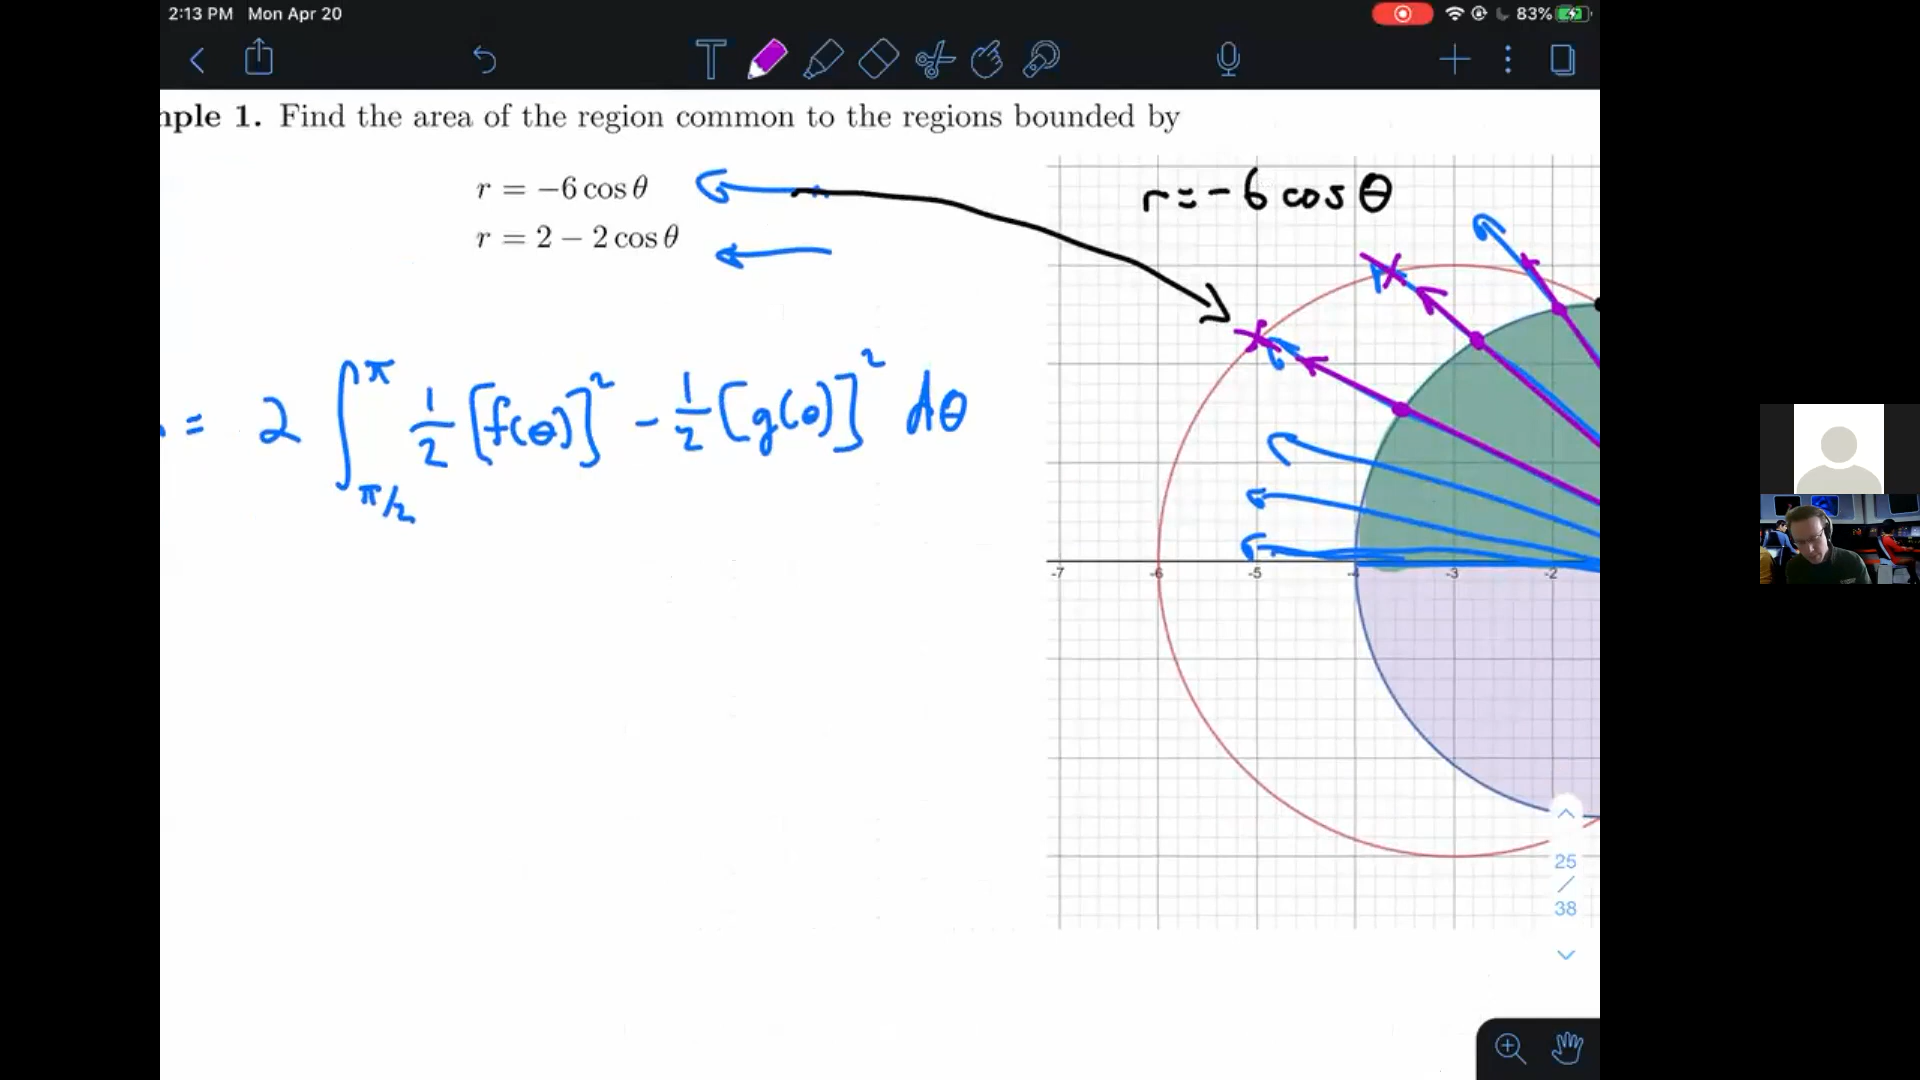 2:13 PM Mon Apr 20
83%
mple 1. Find the area of the region common to the regions bounded by
r = −6 cos θ
r = 2 − 2 cos θ
r = -6 cos θ
= 2 ∫_{π/2}^{π} 1/2 [f(θ)]² - 1/2 [g(θ)]² dθ
-7 -6 -5 -4 -3 -2
25
/
38